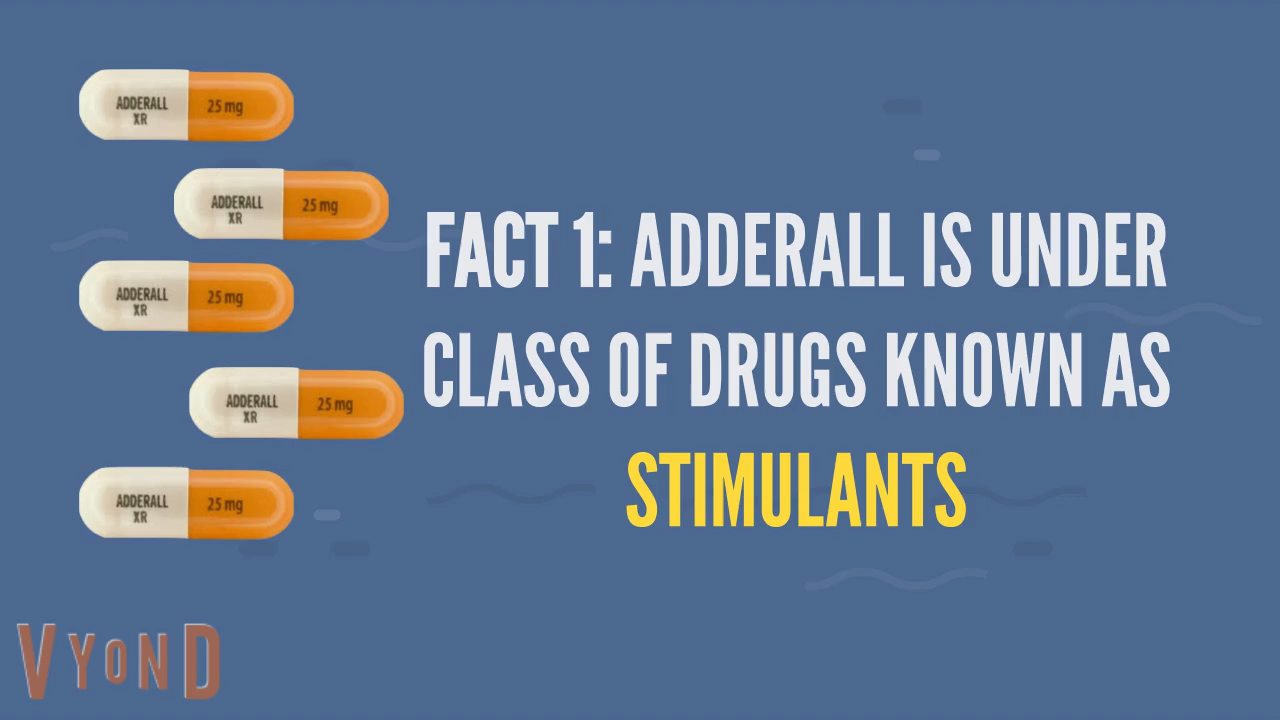 ADDERALL
XR
25 mg
ADDERALL
XR
25 mg
ADDERALL
XR
25 mg
ADDERALL
XR
25 mg
ADDERALL
XR
25 mg
FACT 1: ADDERALL IS UNDER
CLASS OF DRUGS KNOWN AS
STIMULANTS
VYOND